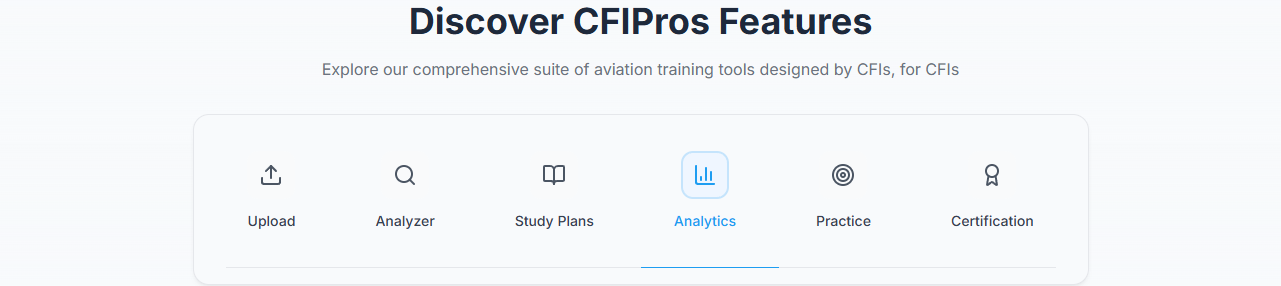 Discover CFIPros Features
Explore our comprehensive suite of aviation training tools designed by CFIs, for CFIs
Upload
Analyzer
Study Plans
Analytics
Practice
Certification